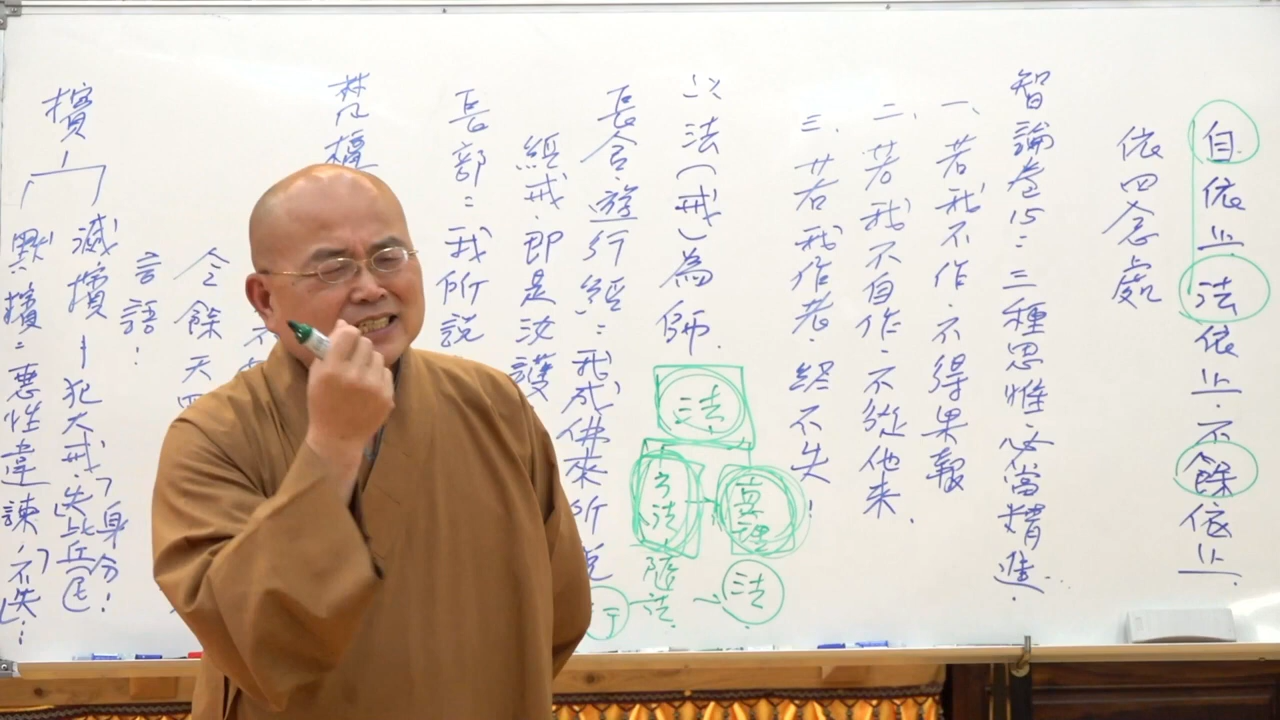 自依止.法依止.不餘依止.
依四念處
智論卷15:三種思惟.必當精進.
一、若我不作.不得果報
二、若我不自作.不從他来.
三、若我作者.終不失!
以法(戒)為師.
法
方法 真理
隨法
法
長含.遊行經:我成佛來所說
經戒.即是汝護
長部:我所說
梵檀
令餘天四
言語!
擯
滅擯—犯大戒.失比丘(尼)「身分」!
默擯:惡性違諫.「不失」: